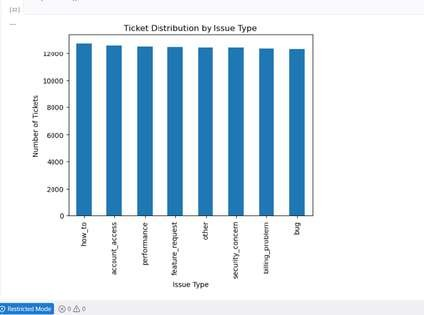 [32]
...
Ticket Distribution by Issue Type
Number of Tickets
12000
10000
8000
6000
4000
2000
0
how_to
account_access
performance
feature_request
other
security_concern
billing_problem
bug
Issue Type
Restricted Mode 0 0